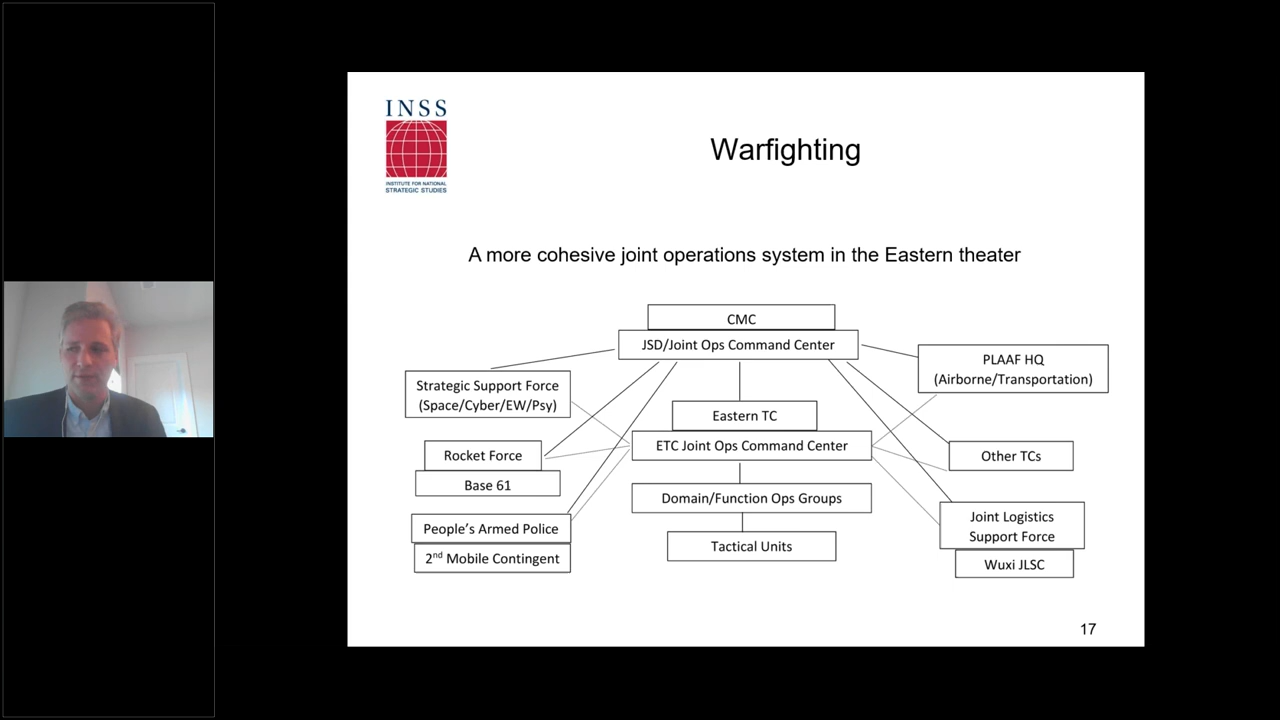 INSS
INSTITUTE FOR NATIONAL
STRATEGIC STUDIES
Warfighting
A more cohesive joint operations system in the Eastern theater
CMC
JSD/Joint Ops Command Center
PLAAF HQ
(Airborne/Transportation)
Strategic Support Force
(Space/Cyber/EW/Psy)
Eastern TC
ETC Joint Ops Command Center
Rocket Force
Base 61
Other TCs
Domain/Function Ops Groups
People's Armed Police
2nd Mobile Contingent
Tactical Units
Joint Logistics
Support Force
Wuxi JLSC
17